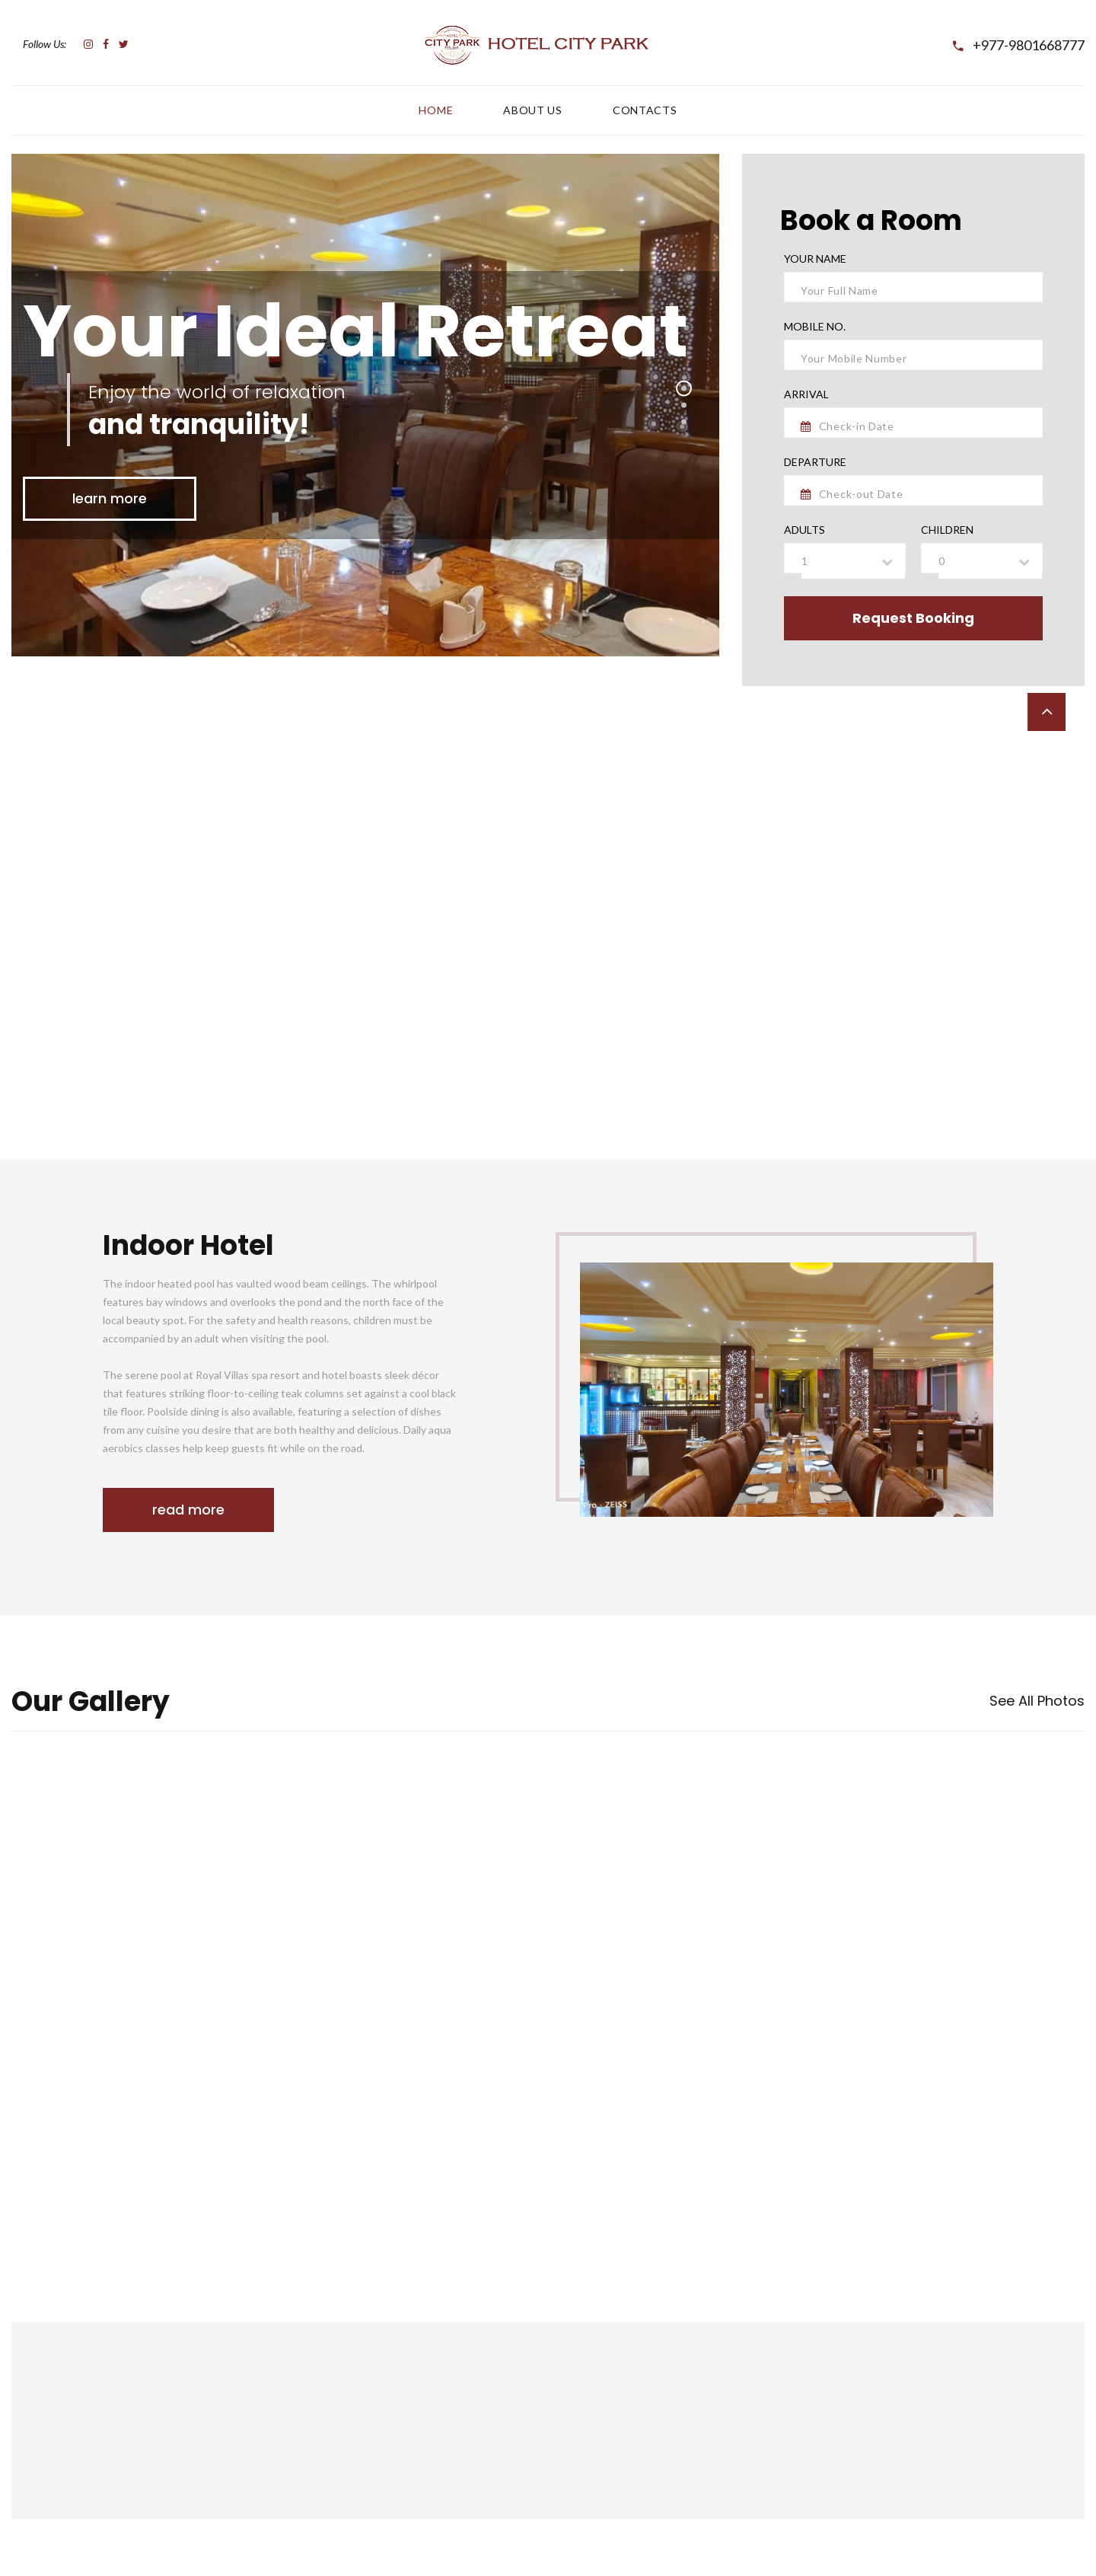 Follow Us:
HOTEL
CITY PARK
HOTEL CITY PARK
+977-9801668777
HOME
ABOUT US
CONTACTS
Your Ideal Retreat
Enjoy the world of relaxation
and tranquility!
learn more
Book a Room
YOUR NAME
Your Full Name
MOBILE NO.
Your Mobile Number
ARRIVAL
Check-in Date
DEPARTURE
Check-out Date
ADULTS
CHILDREN
1
0
Request Booking
Indoor Hotel
The indoor heated pool has vaulted wood beam ceilings. The whirlpool
features bay windows and overlooks the pond and the north face of the
local beauty spot. For the safety and health reasons, children must be
accompanied by an adult when visiting the pool.
The serene pool at Royal Villas spa resort and hotel boasts sleek décor
that features striking floor-to-ceiling teak columns set against a cool black
tile floor. Poolside dining is also available, featuring a selection of dishes
from any cuisine you desire that are both healthy and delicious. Daily aqua
aerobics classes help keep guests fit while on the road.
read more
Pro · ZEISS
Our Gallery
See All Photos